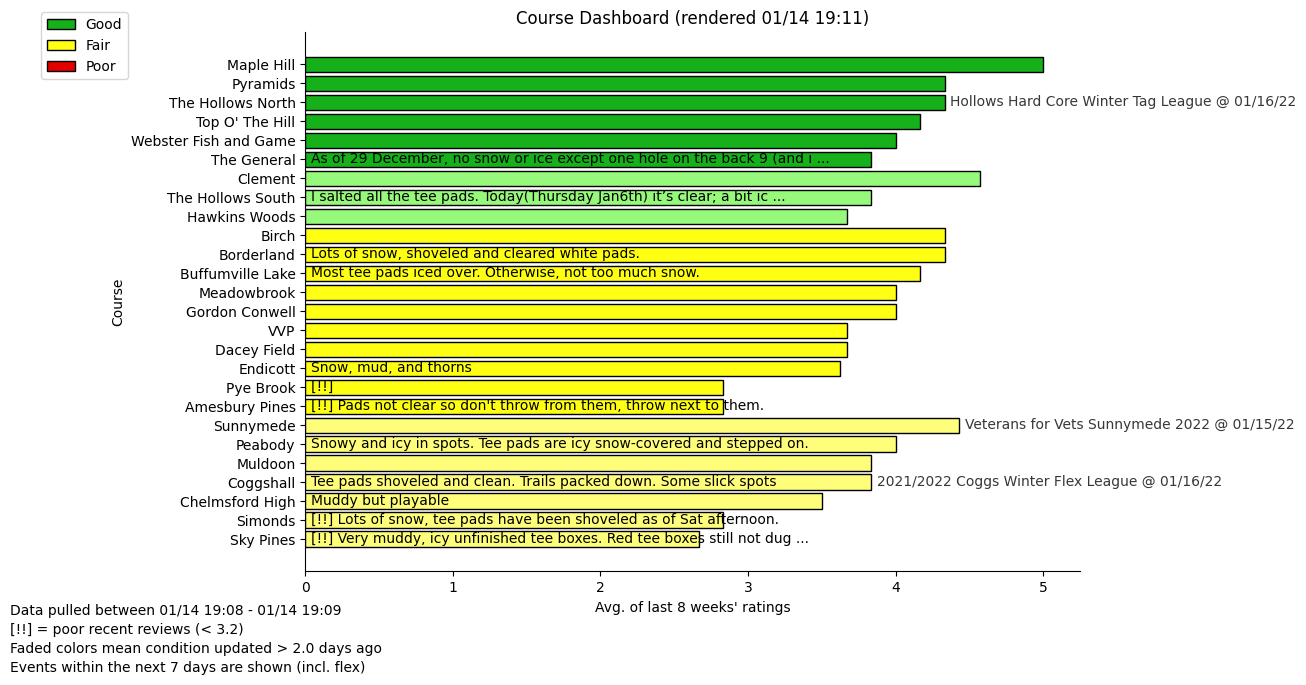 Course Dashboard (rendered 01/14 19:11)
Good
Fair
Poor
Course
Maple Hill
Pyramids
The Hollows North Hollows Hard Core Winter Tag League @ 01/16/22
Top O' The Hill
Webster Fish and Game
The General As of 29 December, no snow or ice except one hole on the back 9 (and i ...
Clement
The Hollows South I salted all the tee pads. Today(Thursday Jan6th) it’s clear; a bit ic ...
Hawkins Woods
Birch
Borderland Lots of snow, shoveled and cleared white pads.
Buffumville Lake Most tee pads iced over. Otherwise, not too much snow.
Meadowbrook
Gordon Conwell
VVP
Dacey Field
Endicott Snow, mud, and thorns
Pye Brook [!!]
Amesbury Pines [!!] Pads not clear so don't throw from them, throw next to them.
Sunnymede Veterans for Vets Sunnymede 2022 @ 01/15/22
Peabody Snowy and icy in spots. Tee pads are icy snow-covered and stepped on.
Muldoon
Coggshall Tee pads shoveled and clean. Trails packed down. Some slick spots 2021/2022 Coggs Winter Flex League @ 01/16/22
Chelmsford High Muddy but playable
Simonds [!!] Lots of snow, tee pads have been shoveled as of Sat afternoon.
Sky Pines [!!] Very muddy, icy unfinished tee boxes. Red tee boxes still not dug ...
0 1 2 3 4 5
Avg. of last 8 weeks' ratings
Data pulled between 01/14 19:08 - 01/14 19:09
[!!] = poor recent reviews (< 3.2)
Faded colors mean condition updated > 2.0 days ago
Events within the next 7 days are shown (incl. flex)